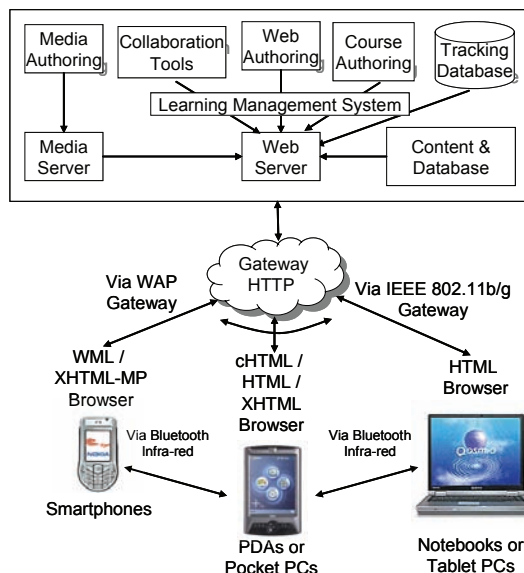 Media
Authoring
Collaboration
Tools
Web
Authoring
Course
Authoring
Tracking
Database
Learning Management System
Media
Server
Web
Server
Content &
Database
Gateway
HTTP
Via WAP
Gateway
Via IEEE 802.11b/g
Gateway
WML /
XHTML-MP
Browser
cHTML /
HTML /
XHTML
Browser
HTML
Browser
Via Bluetooth
Infra-red
Via Bluetooth
Infra-red
NOKIA
Qosmio
Smartphones
PDAs or
Pocket PCs
Notebooks or
Tablet PCs